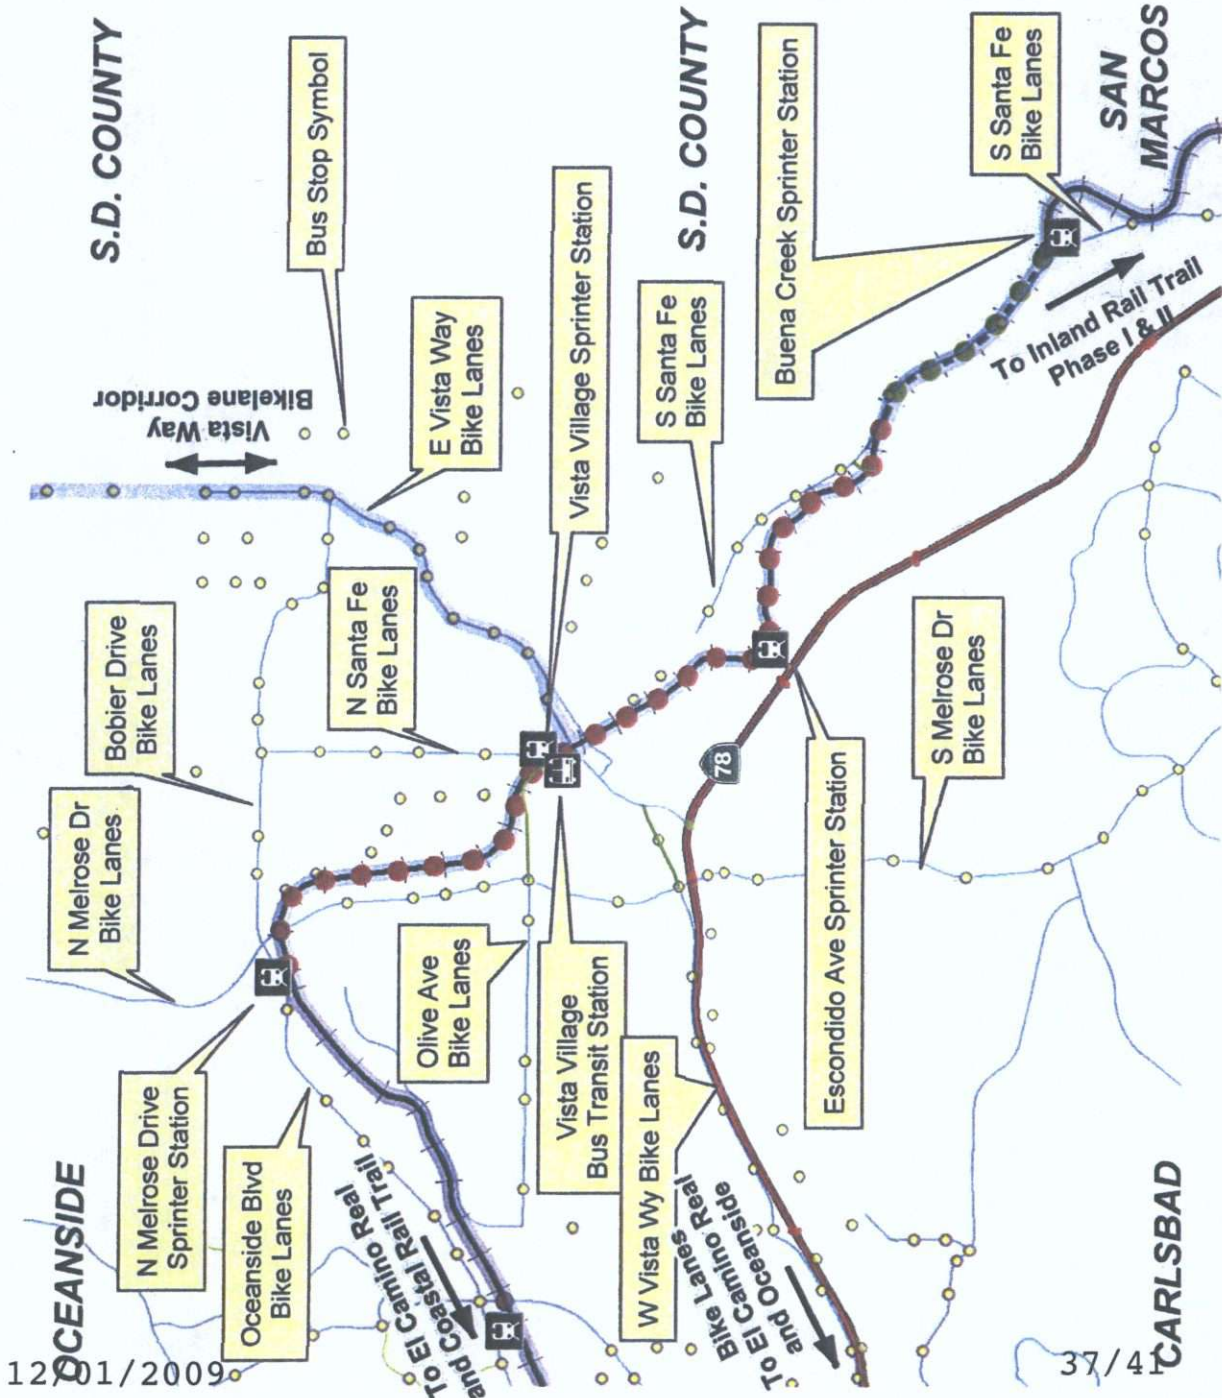 S.D. COUNTY
Bus Stop Symbol
Vista Way
Bikelane Corridor
E Vista Way
Bike Lanes
Vista Village Sprinter Station
S.D. COUNTY
S Santa Fe
Bike Lanes
Buena Creek Sprinter Station
S Santa Fe
Bike Lanes
SAN
MARCOS
To Inland Rail Trail
Phase I & II
Bobier Drive
Bike Lanes
N Santa Fe
Bike Lanes
N Melrose Dr
Bike Lanes
78
S Melrose Dr
Bike Lanes
Olive Ave
Bike Lanes
Vista Village
Bus Transit Station
Escondido Ave Sprinter Station
N Melrose Drive
Sprinter Station
OCEANSIDE
Oceanside Blvd
Bike Lanes
To El Camino Real
and Coastal Rail Trail
W Vista Wy Bike Lanes
Bike Lanes
To El Camino Real
and Oceanside
CARLSBAD
12/01/2009
37/41